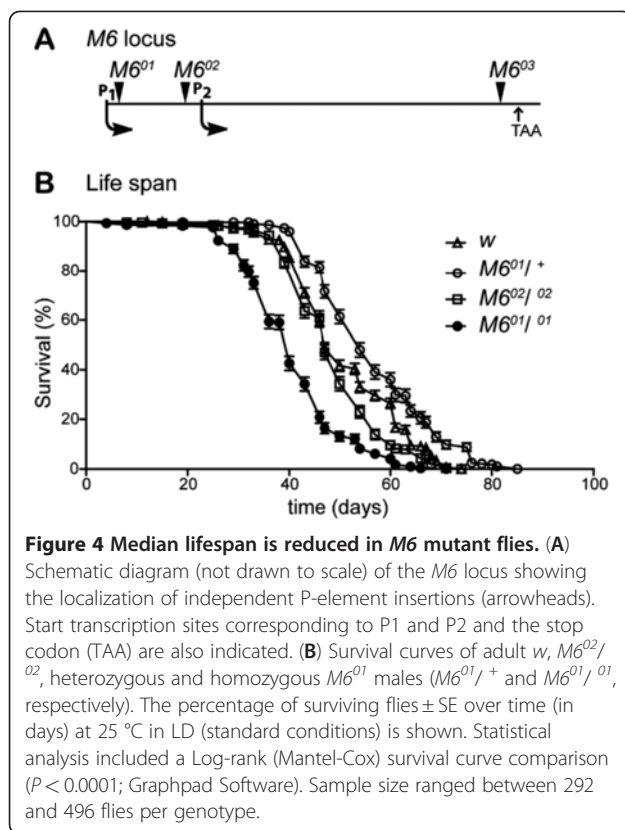 A M6 locus
M6⁰¹ M6⁰² M6⁰³
P₁ P₂
TAA
B Life span
100
80
60
40
20
0
Survival (%)
0 20 40 60 80 100
time (days)
w
M6⁰¹/ ⁺
M6⁰²/ ⁰²
M6⁰¹/ ⁰¹
Figure 4 Median lifespan is reduced in M6 mutant flies. (A)
Schematic diagram (not drawn to scale) of the M6 locus showing
the localization of independent P-element insertions (arrowheads).
Start transcription sites corresponding to P1 and P2 and the stop
codon (TAA) are also indicated. (B) Survival curves of adult w, M6⁰²/
⁰², heterozygous and homozygous M6⁰¹ males (M6⁰¹/ ⁺ and M6⁰¹/ ⁰¹,
respectively). The percentage of surviving flies ± SE over time (in
days) at 25 °C in LD (standard conditions) is shown. Statistical
analysis included a Log-rank (Mantel-Cox) survival curve comparison
(P < 0.0001; Graphpad Software). Sample size ranged between 292
and 496 flies per genotype.